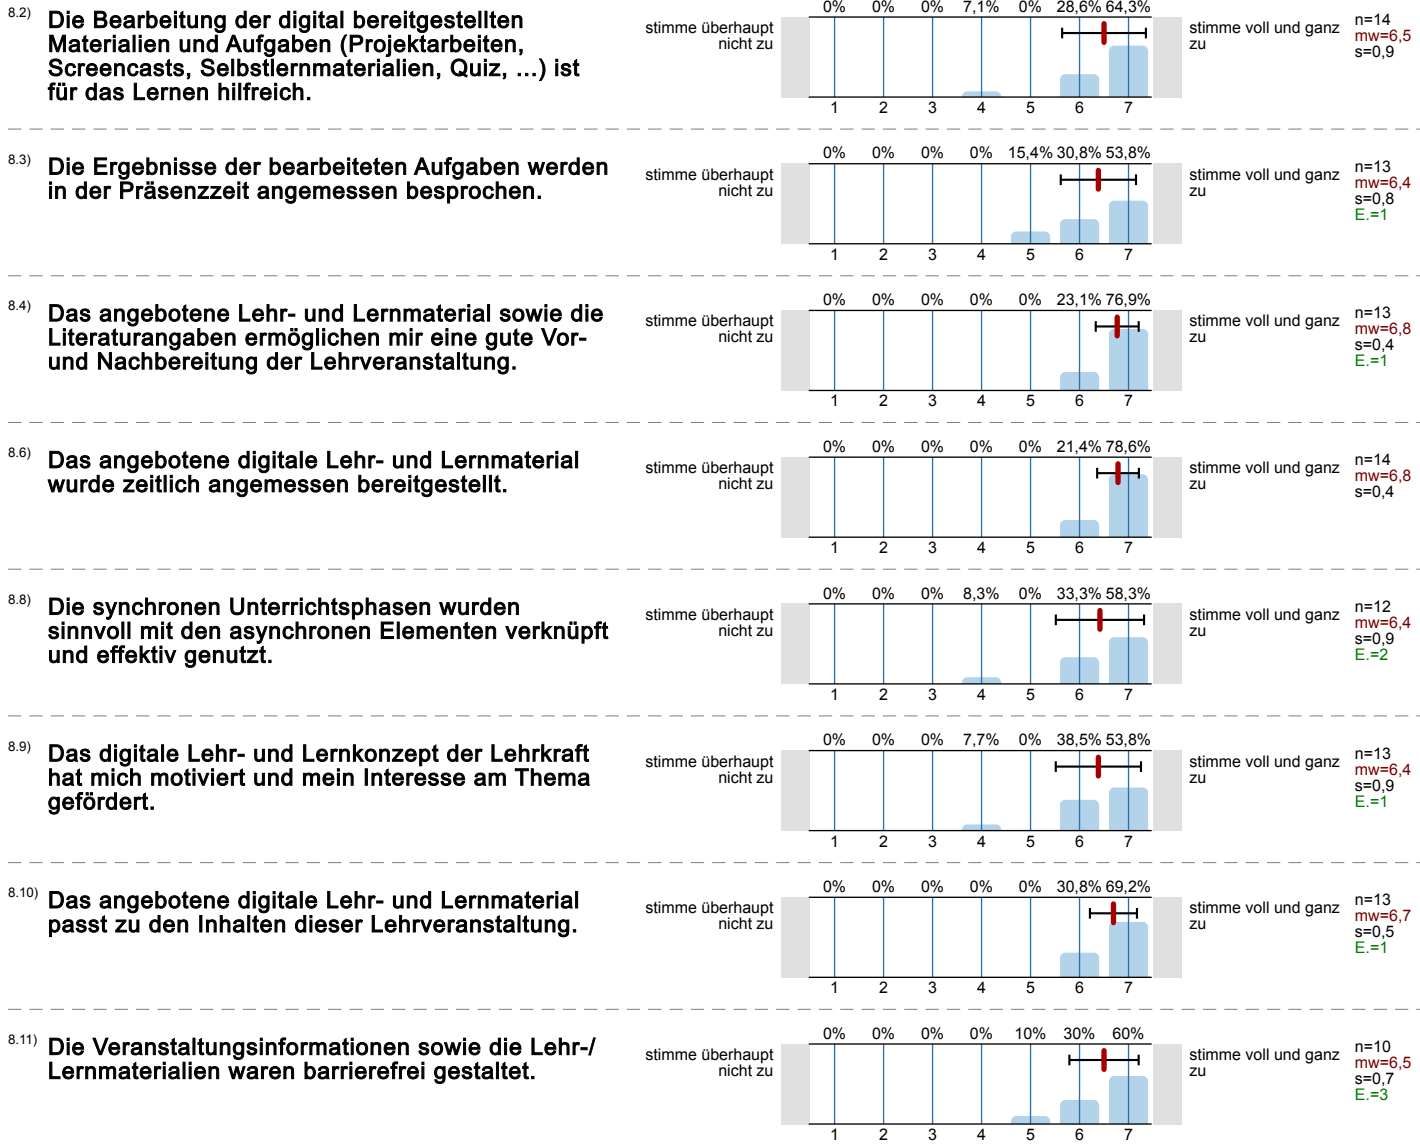 8.2) Die Bearbeitung der digital bereitgestellten
Materialien und Aufgaben (Projektarbeiten,
Screencasts, Selbstlernmaterialien, Quiz, ...) ist
für das Lernen hilfreich.
stimme überhaupt
nicht zu
0% 0% 0% 7,1% 0% 28,6% 64,3%
1 2 3 4 5 6 7
stimme voll und ganz
zu
n=14
mw=6,5
s=0,9
8.3) Die Ergebnisse der bearbeiteten Aufgaben werden
in der Präsenzzeit angemessen besprochen.
stimme überhaupt
nicht zu
0% 0% 0% 0% 15,4% 30,8% 53,8%
1 2 3 4 5 6 7
stimme voll und ganz
zu
n=13
mw=6,4
s=0,8
E.=1
8.4) Das angebotene Lehr- und Lernmaterial sowie die
Literaturangaben ermöglichen mir eine gute Vor-
und Nachbereitung der Lehrveranstaltung.
stimme überhaupt
nicht zu
0% 0% 0% 0% 0% 23,1% 76,9%
1 2 3 4 5 6 7
stimme voll und ganz
zu
n=13
mw=6,8
s=0,4
E.=1
8.6) Das angebotene digitale Lehr- und Lernmaterial
wurde zeitlich angemessen bereitgestellt.
stimme überhaupt
nicht zu
0% 0% 0% 0% 0% 21,4% 78,6%
1 2 3 4 5 6 7
stimme voll und ganz
zu
n=14
mw=6,8
s=0,4
8.8) Die synchronen Unterrichtsphasen wurden
sinnvoll mit den asynchronen Elementen verknüpft
und effektiv genutzt.
stimme überhaupt
nicht zu
0% 0% 0% 8,3% 0% 33,3% 58,3%
1 2 3 4 5 6 7
stimme voll und ganz
zu
n=12
mw=6,4
s=0,9
E.=2
8.9) Das digitale Lehr- und Lernkonzept der Lehrkraft
hat mich motiviert und mein Interesse am Thema
gefördert.
stimme überhaupt
nicht zu
0% 0% 0% 7,7% 0% 38,5% 53,8%
1 2 3 4 5 6 7
stimme voll und ganz
zu
n=13
mw=6,4
s=0,9
E.=1
8.10) Das angebotene digitale Lehr- und Lernmaterial
passt zu den Inhalten dieser Lehrveranstaltung.
stimme überhaupt
nicht zu
0% 0% 0% 0% 0% 30,8% 69,2%
1 2 3 4 5 6 7
stimme voll und ganz
zu
n=13
mw=6,7
s=0,5
E.=1
8.11) Die Veranstaltungsinformationen sowie die Lehr-/
Lernmaterialien waren barrierefrei gestaltet.
stimme überhaupt
nicht zu
0% 0% 0% 0% 10% 30% 60%
1 2 3 4 5 6 7
stimme voll und ganz
zu
n=10
mw=6,5
s=0,7
E.=3